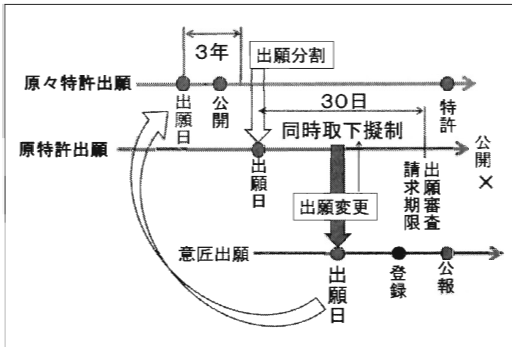 3年
出願分割
原々特許出願
出願日
公開
30日
特許
同時取下擬制
原特許出願
公開
×
出願日
出願審査
請求期限
出願変更
意匠出願
出願日
登録
公報